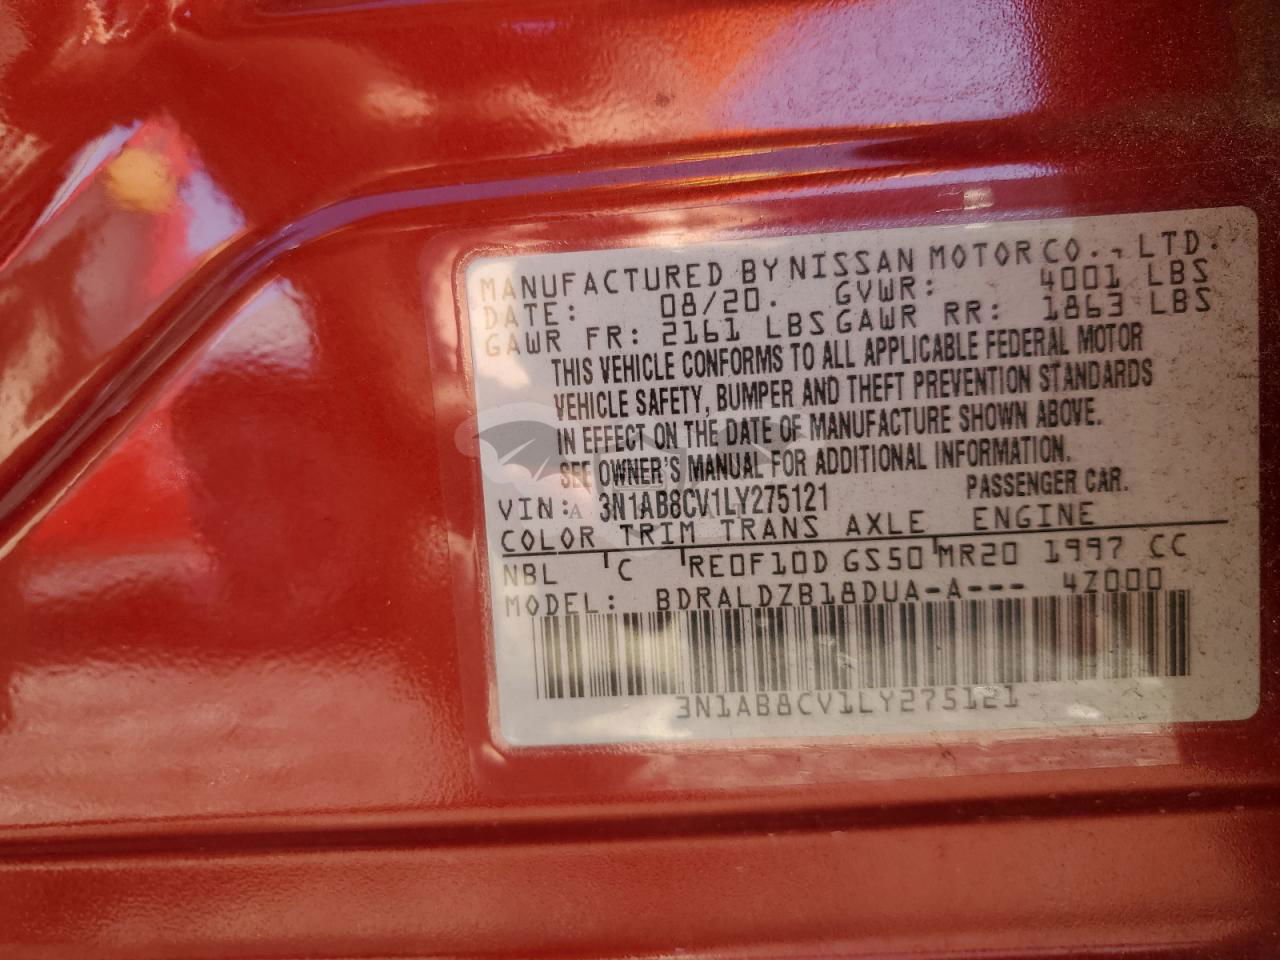 MANUFACTURED BY NISSAN MOTOR CO., LTD.
DATE: 08/20. GVWR: 4001 LBS
GAWR FR: 2161 LBS GAWR RR: 1863 LBS
THIS VEHICLE CONFORMS TO ALL APPLICABLE FEDERAL MOTOR
VEHICLE SAFETY, BUMPER AND THEFT PREVENTION STANDARDS
IN EFFECT ON THE DATE OF MANUFACTURE SHOWN ABOVE.
SEE OWNER'S MANUAL FOR ADDITIONAL INFORMATION.
VIN: 3N1AB8CV1LY275121 PASSENGER CAR.
COLOR TRIM TRANS AXLE ENGINE
NBL C RE0F10D GS50 MR20 1997 CC
MODEL: BDRALDZB18DUA-A--- 4Z000
3N1AB8CV1LY275121